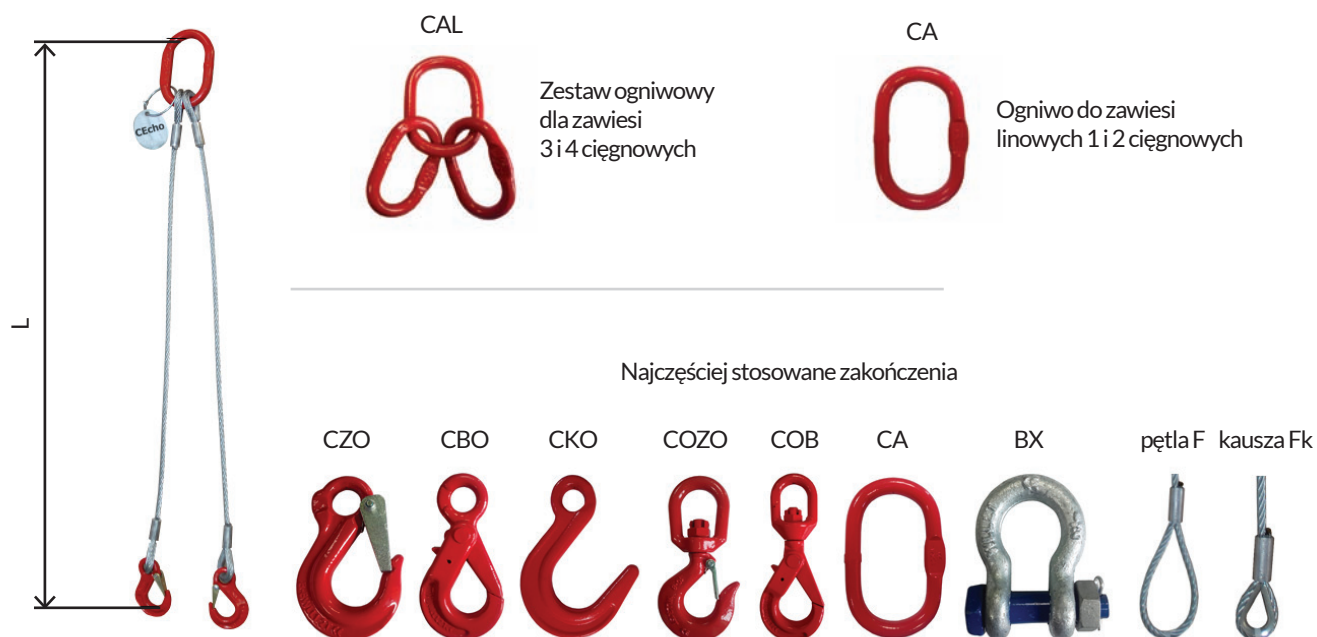 CAL
Zestaw ogniwowy
dla zawiesi
3 i 4 cięgnowych
CA
Ogniwo do zawiesi
linowych 1 i 2 cięgnowych
CEcho
L
Najczęściej stosowane zakończenia
CZO
CBO
CKO
COZO
COB
CA
BX
pętla F
kausza Fk